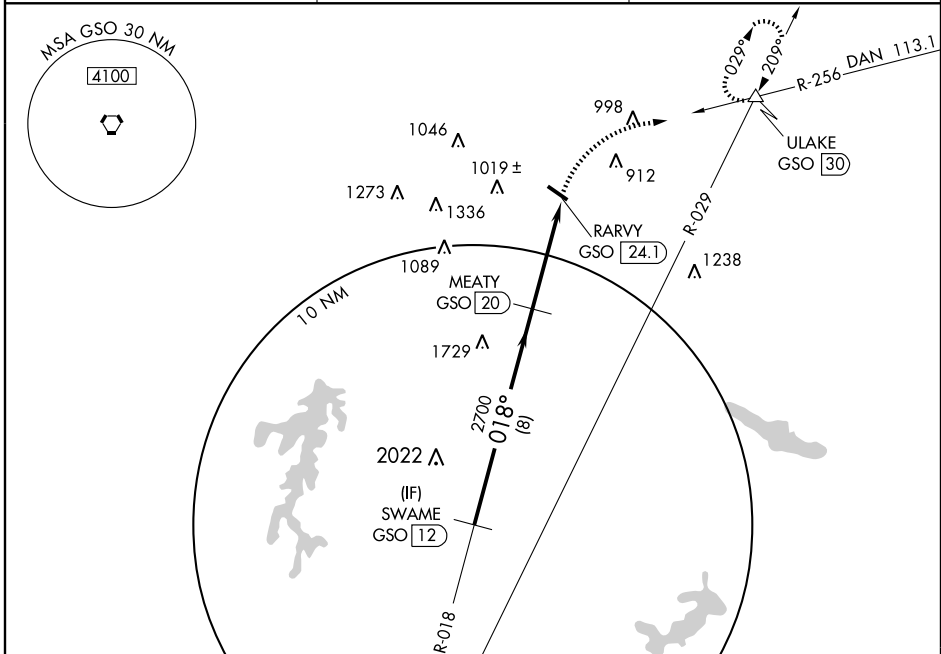 MSA GSO 30 NM
4100
029°
209°
R-256 DAN 113.1
998
1046
ULAKE
GSO 30
1019 ±
912
1273
1336
R-029
RARVY
GSO 24.1
1089
1238
MEATY
GSO 20
10 NM
1729
2700
018°
(8)
2022
(IF)
SWAME
GSO 12
R-018